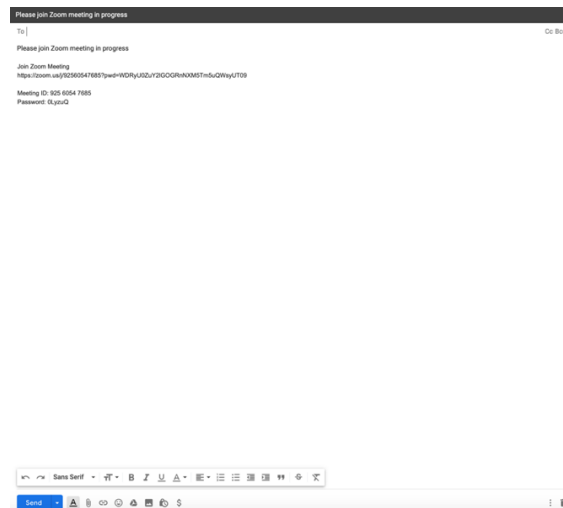 Please join Zoom meeting in progress
To
Cc Bc
Please join Zoom meeting in progress
Join Zoom Meeting
https://zoom.us/j/92560547685?pwd=WDRyU0ZuY2lGOGRnNXM5Tm5uQWsyUT09
Meeting ID: 925 6054 7685
Password: 0LyzuQ
Sans Serif
Send